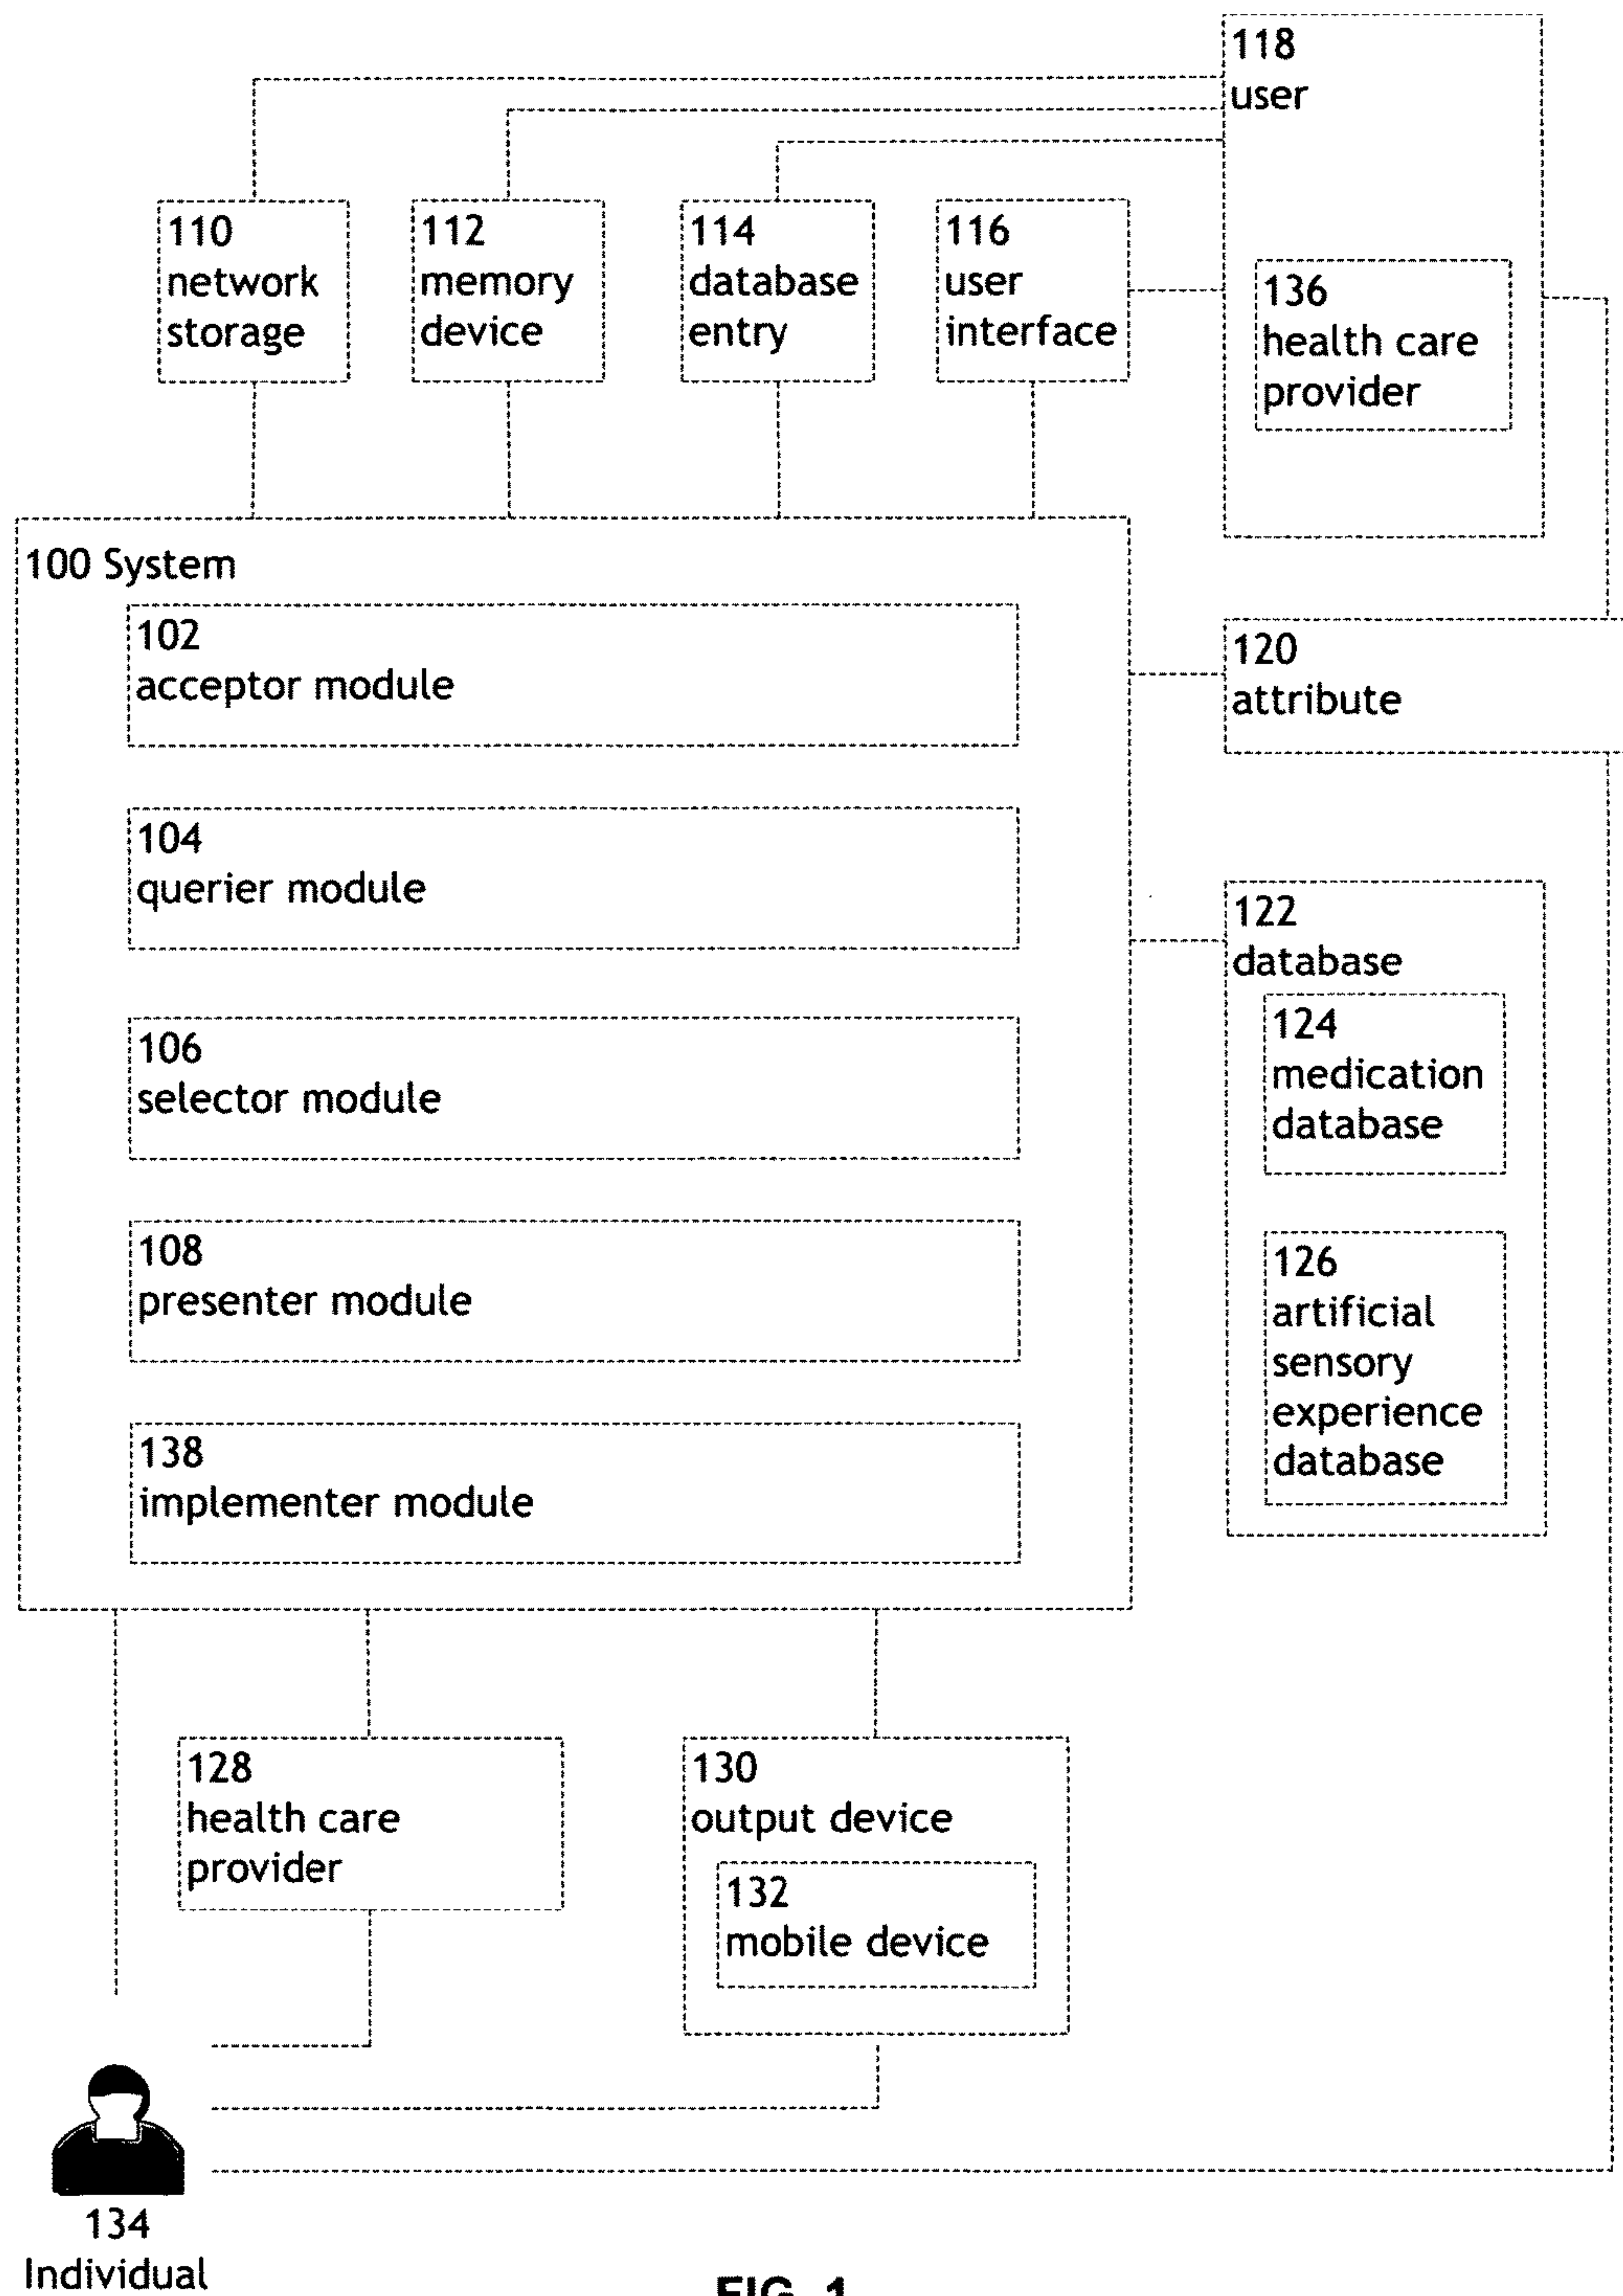 118
user
110
network
storage
112
memory
device
114
database
entry
116
user
interface
136
health care
provider
100 System
102
acceptor module
120
attribute
104
querier module
122
database
124
medication
database
106
selector module
108
presenter module
126
artificial
sensory
experience
database
138
implementer module
128
health care
provider
130
output device
132
mobile device
134
Individual
FIG. 1